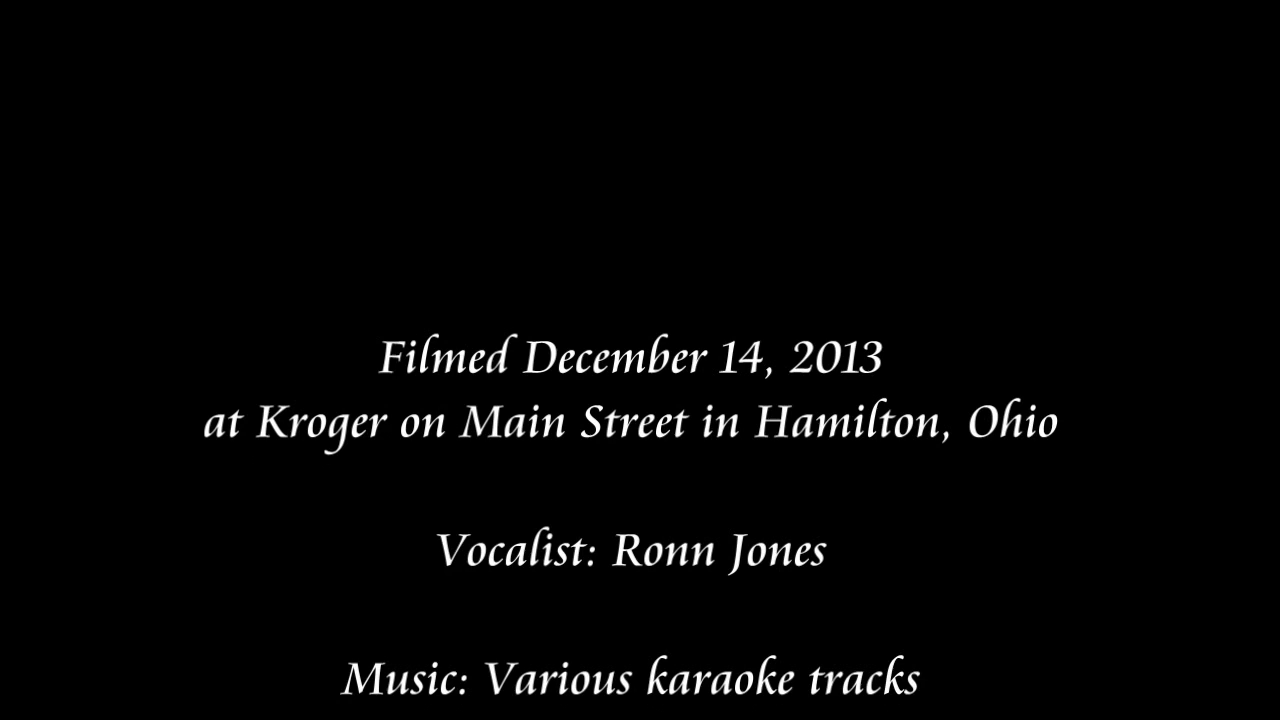 Filmed December 14, 2013
at Kroger on Main Street in Hamilton, Ohio
Vocalist: Ronn Jones
Music: Various karaoke tracks